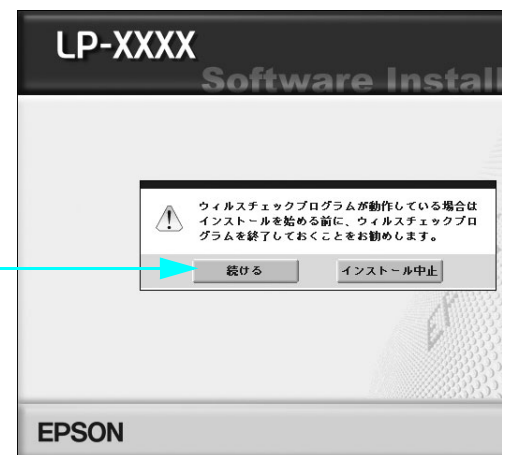 LP-XXXX
Software Install
ウィルスチェックプログラムが動作している場合は
インストールを始める前に、ウィルスチェックプロ
グラムを終了しておくことをお勧めします。
続ける
インストール中止
EPSON